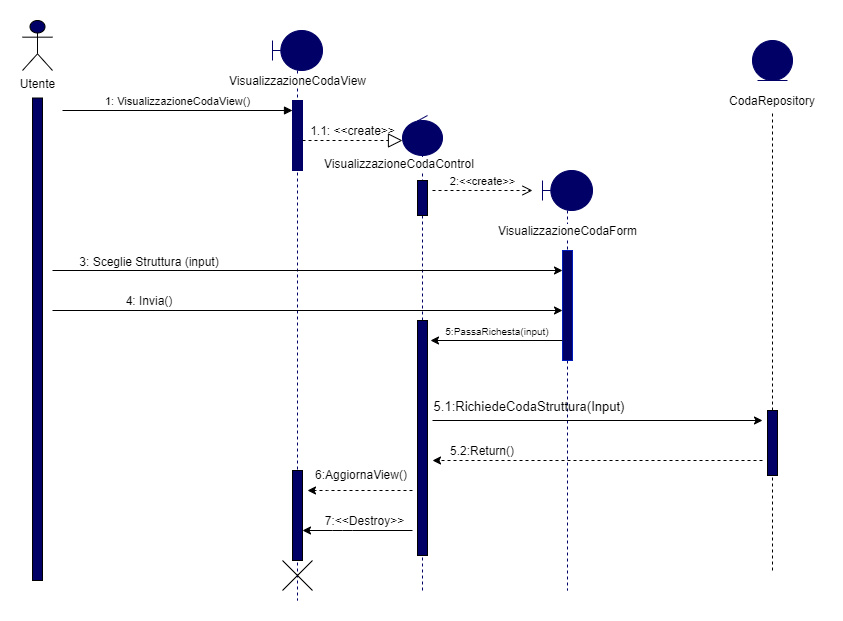 Utente
VisualizzazioneCodaView
CodaRepository
1: VisualizzazioneCodaView()
1.1: <<create>>
VisualizzazioneCodaControl
2:<<create>>
VisualizzazioneCodaForm
3: Sceglie Struttura (input)
4: Invia()
5:PassaRichesta(input)
5.1:RichiedeCodaStruttura(Input)
5.2:Return()
6:AggiornaView()
7:<<Destroy>>